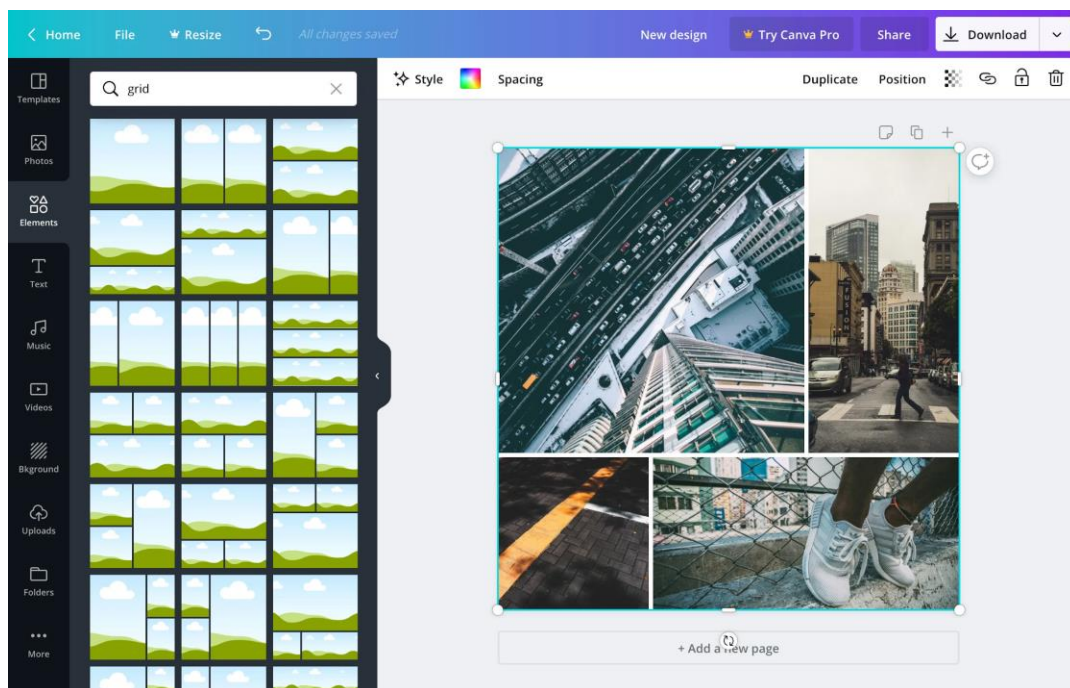 Home File Resize All changes saved New design Try Canva Pro Share Download
Templates
Photos
Elements
Text
Music
Videos
Bkground
Uploads
Folders
More
grid
Style Spacing Duplicate Position
FUSION
+ Add a new page